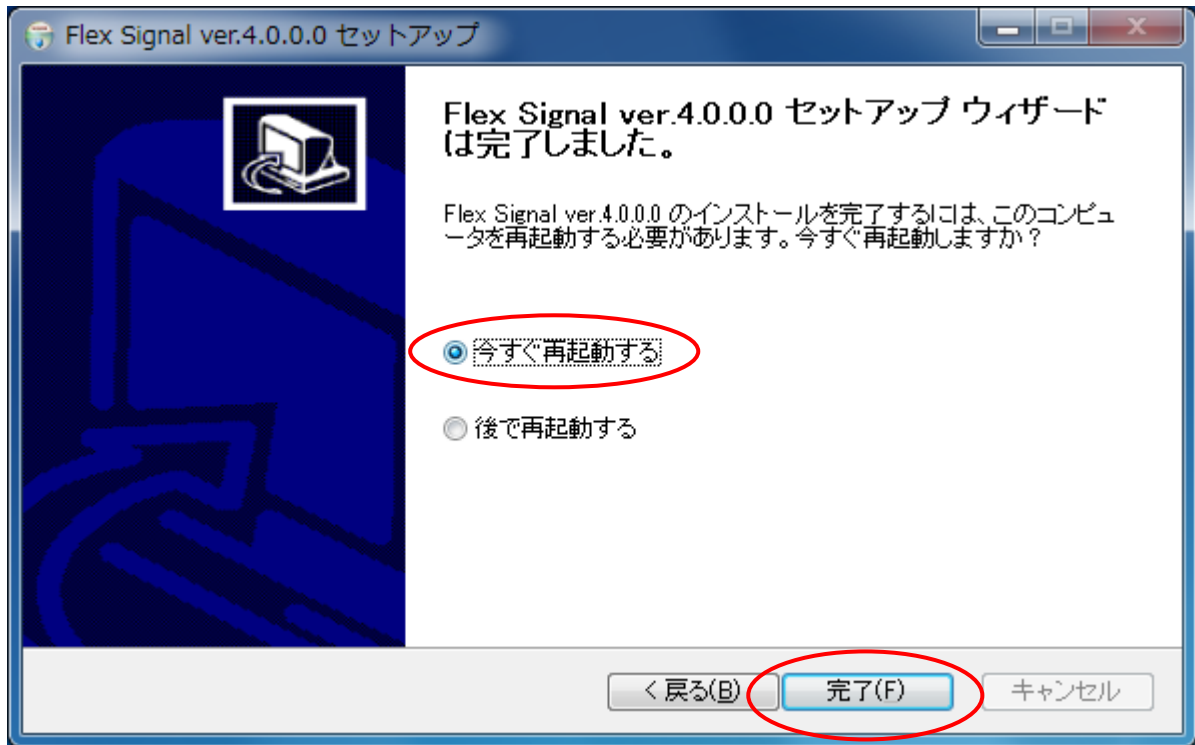 Flex Signal ver.4.0.0.0 セットアップ
Flex Signal ver.4.0.0.0 セットアップ ウィザード
は完了しました。
Flex Signal ver.4.0.0.0 のインストールを完了するには、このコンピュ
ータを再起動する必要があります。今すぐ再起動しますか？
今すぐ再起動する
後で再起動する
< 戻る(B)
完了(F)
キャンセル